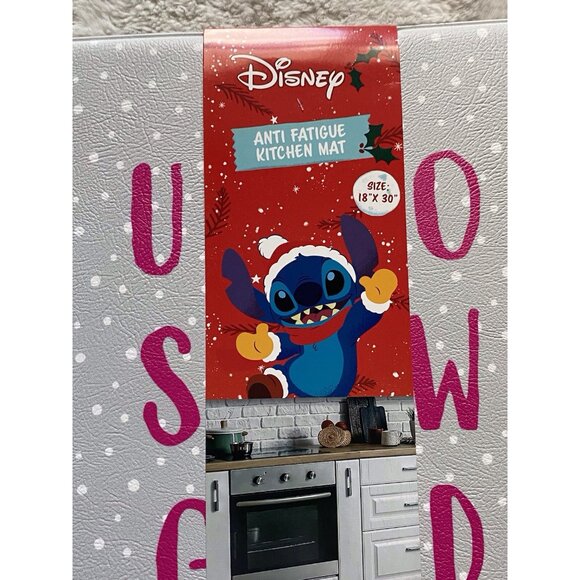 Disney
ANTI FATIGUE
KITCHEN MAT
SIZE:
18"X 30"
U O
S W